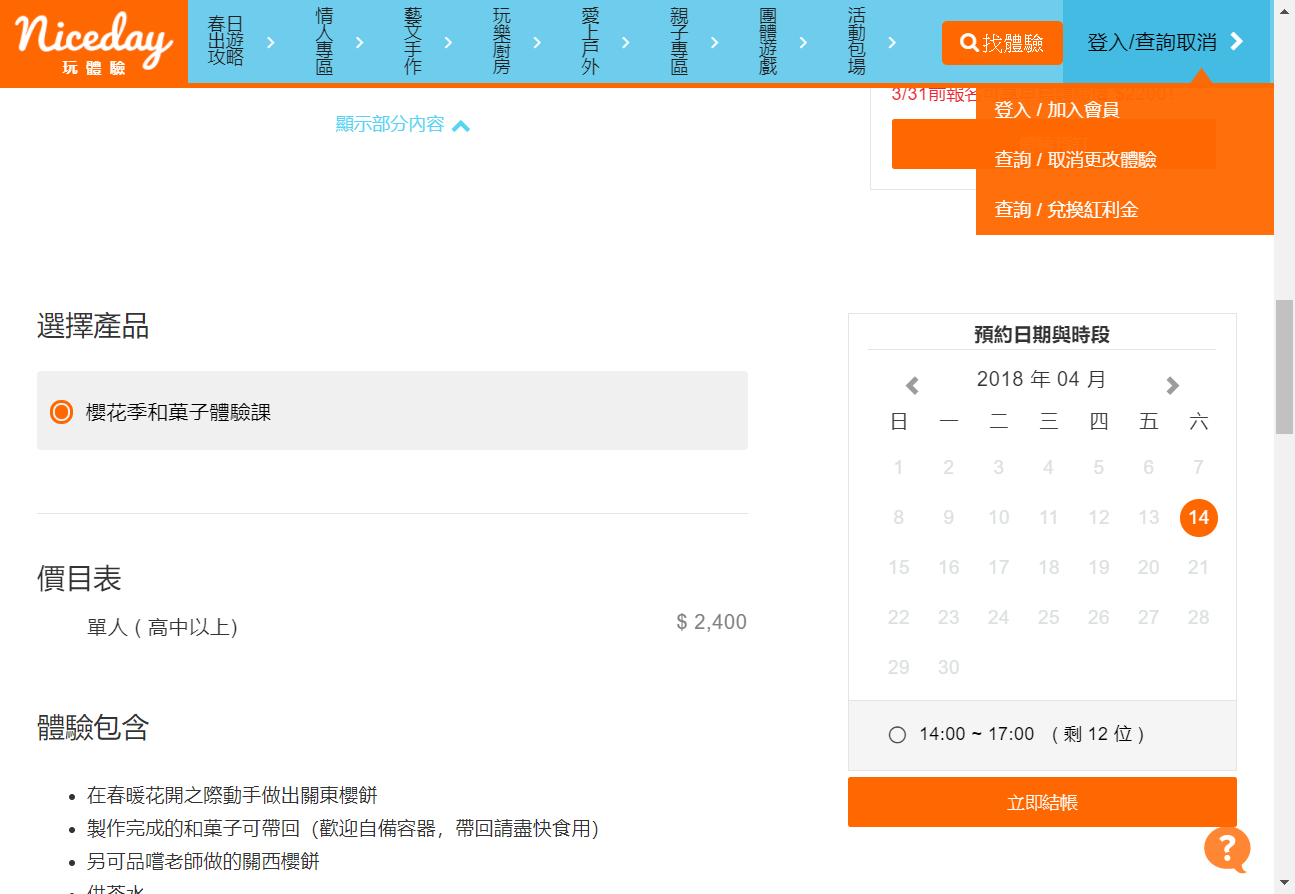 Niceday
玩體驗
春日出遊攻略
情人專區
藝文手作
玩樂廚房
愛上戶外
親子專區
團體遊戲
活動包場
找體驗
登入/查詢取消
3/31前報名
登入 / 加入會員
查詢 / 取消更改體驗
查詢 / 兌換紅利金
顯示部分內容
選擇產品
櫻花季和菓子體驗課
價目表
單人 ( 高中以上)
$ 2,400
體驗包含
在春暖花開之際動手做出關東櫻餅
製作完成的和菓子可帶回（歡迎自備容器，帶回請盡快食用）
另可品嚐老師做的關西櫻餅
供茶水
預約日期與時段
2018 年 04 月
日 一 二 三 四 五 六
1 2 3 4 5 6 7
8 9 10 11 12 13 14
15 16 17 18 19 20 21
22 23 24 25 26 27 28
29 30
14:00 ~ 17:00 ( 剩 12 位 )
立即結帳
?